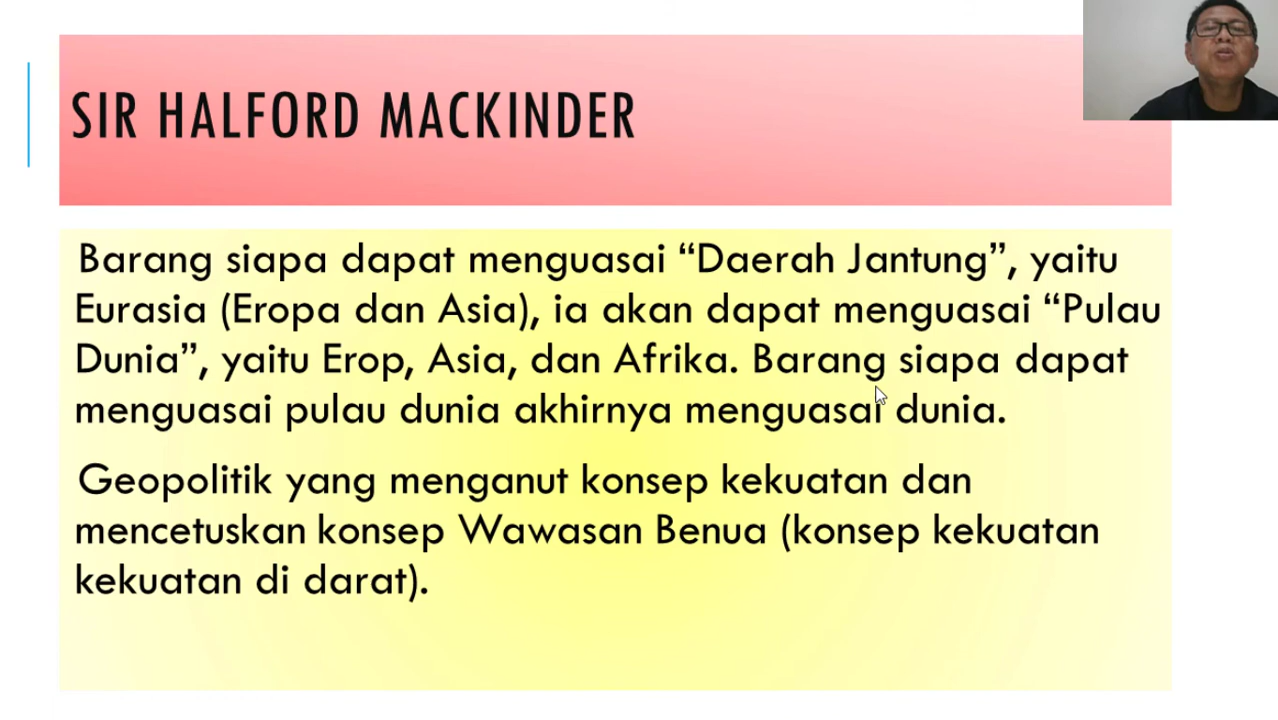 SIR HALFORD MACKINDER
Barang siapa dapat menguasai “Daerah Jantung”, yaitu
Eurasia (Eropa dan Asia), ia akan dapat menguasai “Pulau
Dunia”, yaitu Erop, Asia, dan Afrika. Barang siapa dapat
menguasai pulau dunia akhirnya menguasai dunia.
Geopolitik yang menganut konsep kekuatan dan
mencetuskan konsep Wawasan Benua (konsep kekuatan
kekuatan di darat).